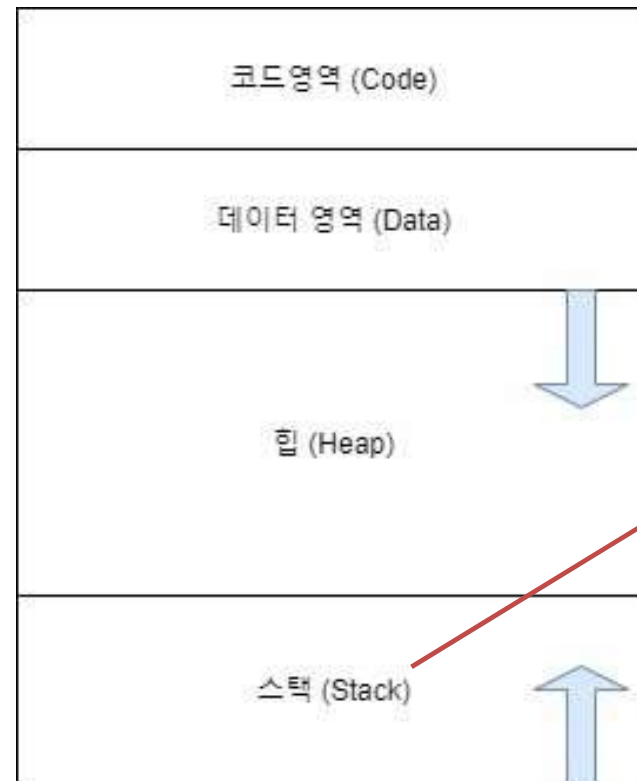 코드영역 (Code)
데이터 영역 (Data)
힙 (Heap)
스택 (Stack)